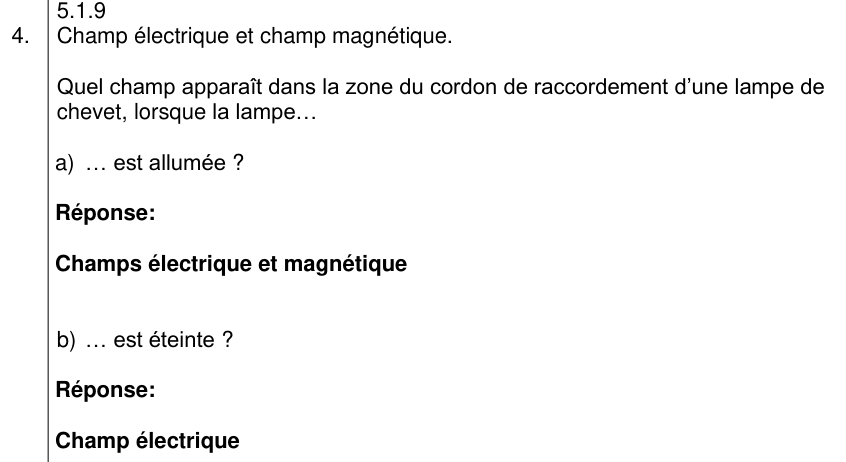 5.1.9
4. Champ électrique et champ magnétique.
Quel champ apparaît dans la zone du cordon de raccordement d'une lampe de
chevet, lorsque la lampe…
a) … est allumée ?
Réponse:
Champs électrique et magnétique
b) … est éteinte ?
Réponse:
Champ électrique